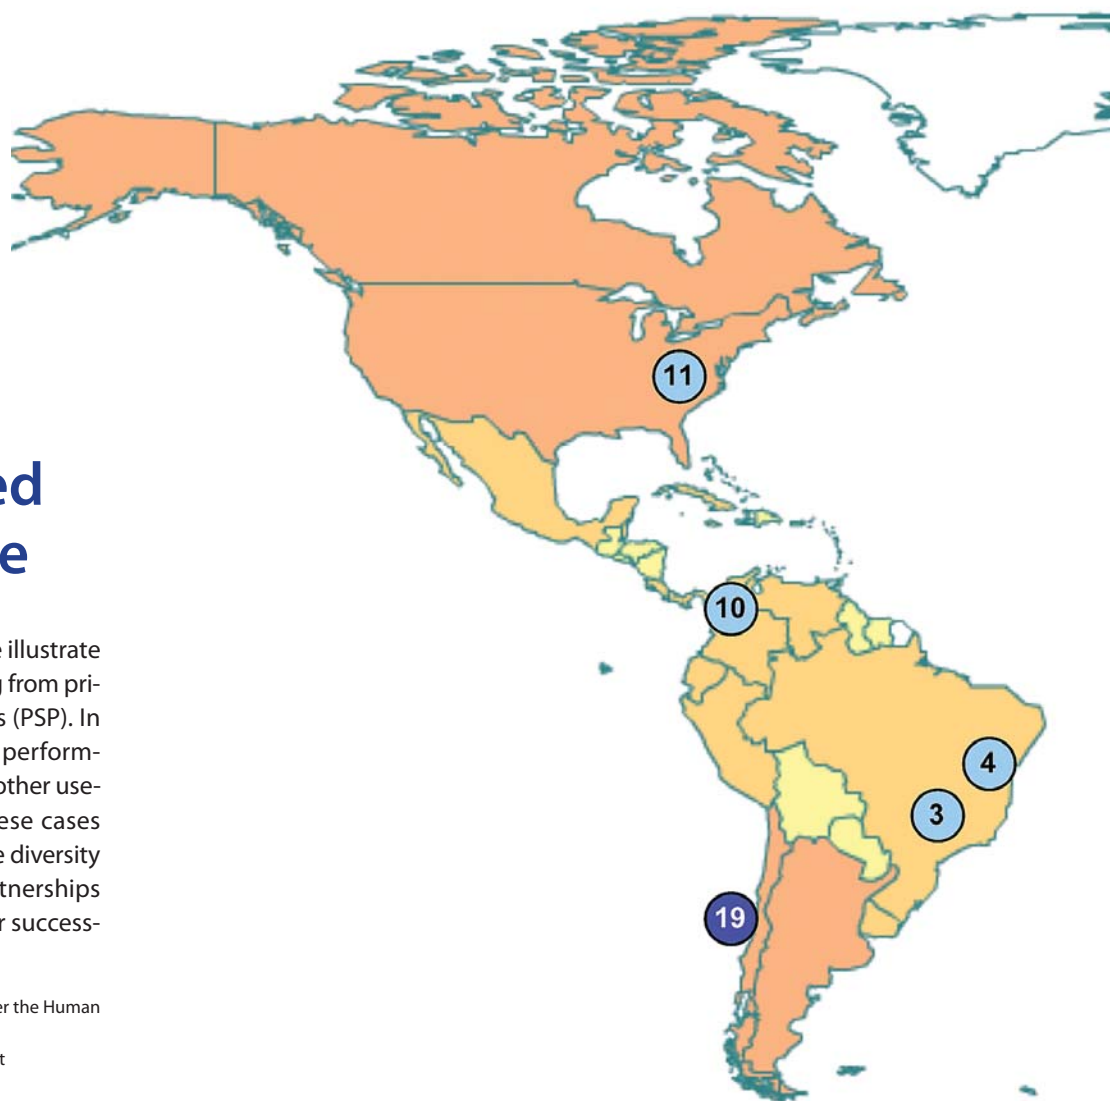 ed
e
e illustrate
g from pri-
s (PSP). In
perform-
other use-
ese cases
e diversity
tnerships
r success-
er the Human
t
11
10
4
3
19